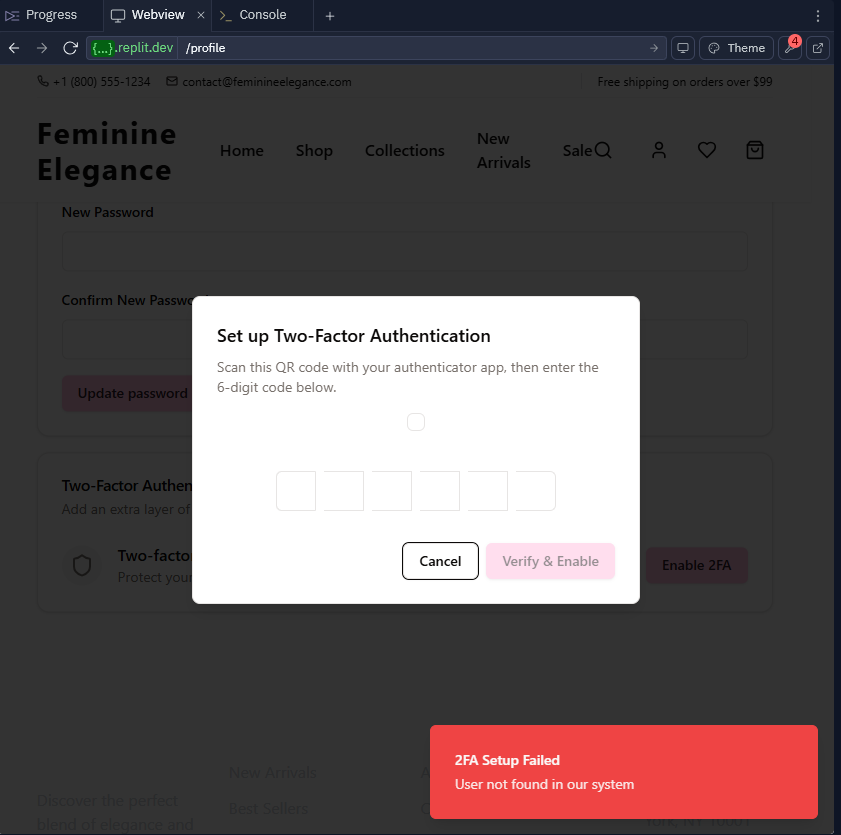 Progress
Webview
Console
{...}.replit.dev /profile
Theme
4
+1 (800) 555-1234
contact@feminineelegance.com
Free shipping on orders over $99
Feminine
Elegance
Home
Shop
Collections
New
Arrivals
Sale
New Password
Confirm New Passwo
Set up Two-Factor Authentication
Scan this QR code with your authenticator app, then enter the
6-digit code below.
Update password
Two-Factor Authen
Add an extra layer of
Two-facto
Protect your
Cancel
Verify & Enable
Enable 2FA
2FA Setup Failed
User not found in our system
New Arrivals
Best Sellers
Discover the perfect
blend of elegance and